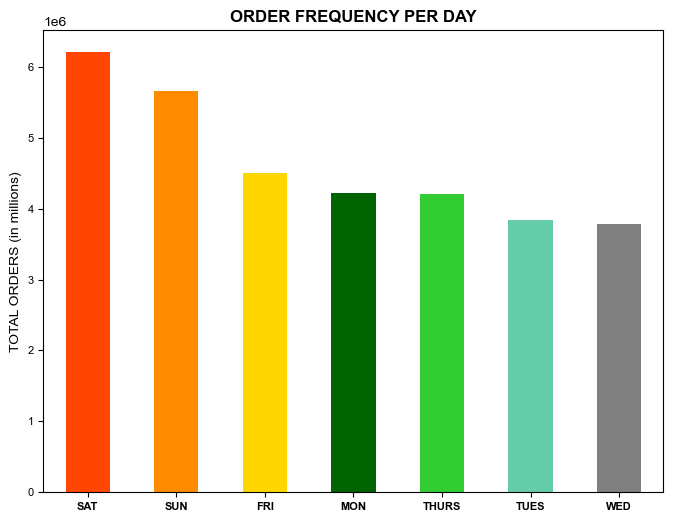 ORDER FREQUENCY PER DAY
1e6
TOTAL ORDERS (in millions)
6
5
4
3
2
1
0
SAT SUN FRI MON THURS TUES WED